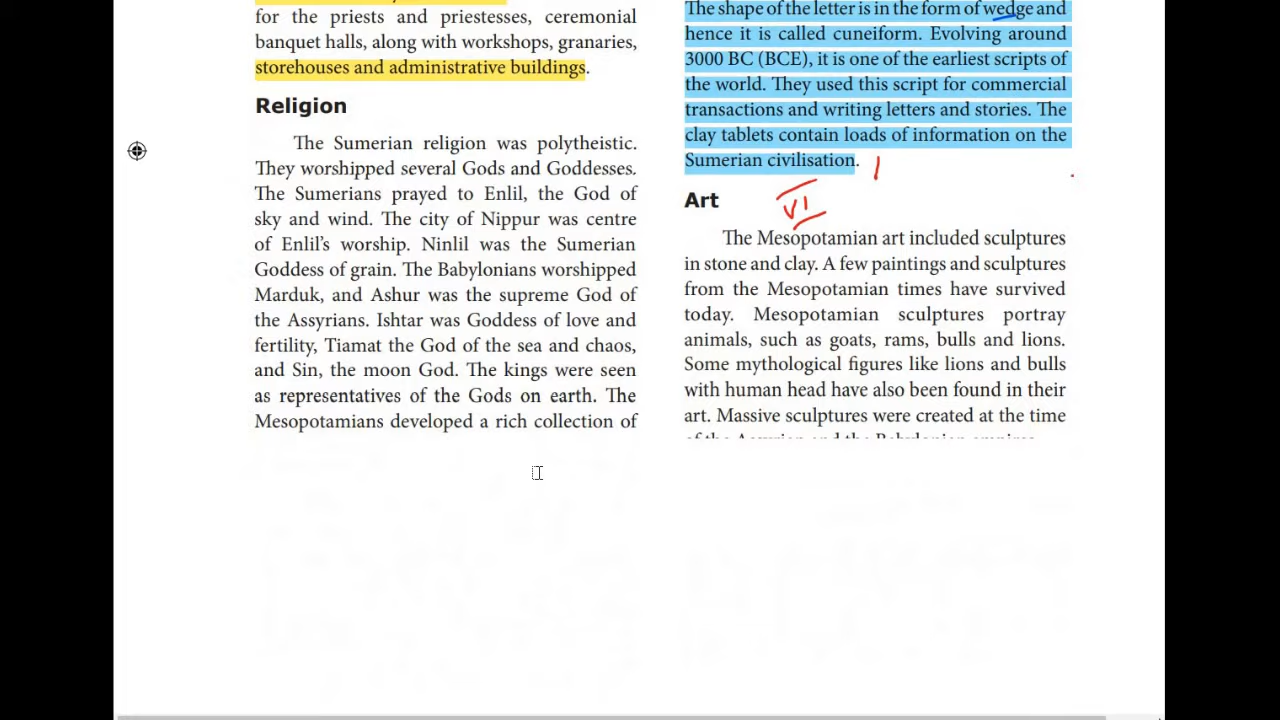 for the priests and priestesses, ceremonial
banquet halls, along with workshops, granaries,
storehouses and administrative buildings.
Religion
The Sumerian religion was polytheistic.
They worshipped several Gods and Goddesses.
The Sumerians prayed to Enlil, the God of
sky and wind. The city of Nippur was centre
of Enlil's worship. Ninlil was the Sumerian
Goddess of grain. The Babylonians worshipped
Marduk, and Ashur was the supreme God of
the Assyrians. Ishtar was Goddess of love and
fertility, Tiamat the God of the sea and chaos,
and Sin, the moon God. The kings were seen
as representatives of the Gods on earth. The
Mesopotamians developed a rich collection of
The shape of the letter is in the form of wedge and
hence it is called cuneiform. Evolving around
3000 BC (BCE), it is one of the earliest scripts of
the world. They used this script for commercial
transactions and writing letters and stories. The
clay tablets contain loads of information on the
Sumerian civilisation.
Art
VI
The Mesopotamian art included sculptures
in stone and clay. A few paintings and sculptures
from the Mesopotamian times have survived
today. Mesopotamian sculptures portray
animals, such as goats, rams, bulls and lions.
Some mythological figures like lions and bulls
with human head have also been found in their
art. Massive sculptures were created at the time
of the Assyrian and the Babylonian empires.